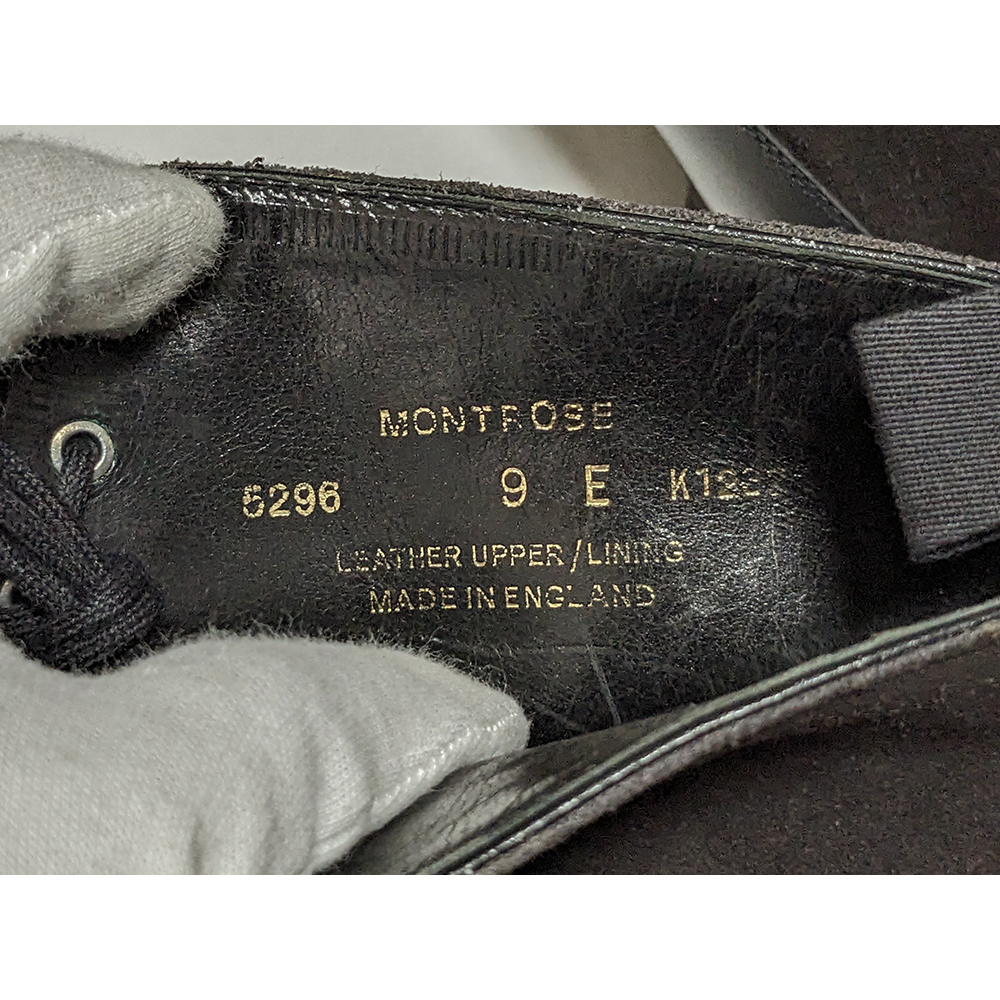 MONTROSE
5296 9 E
LEATHER UPPER/LINING
MADE IN ENGLAND